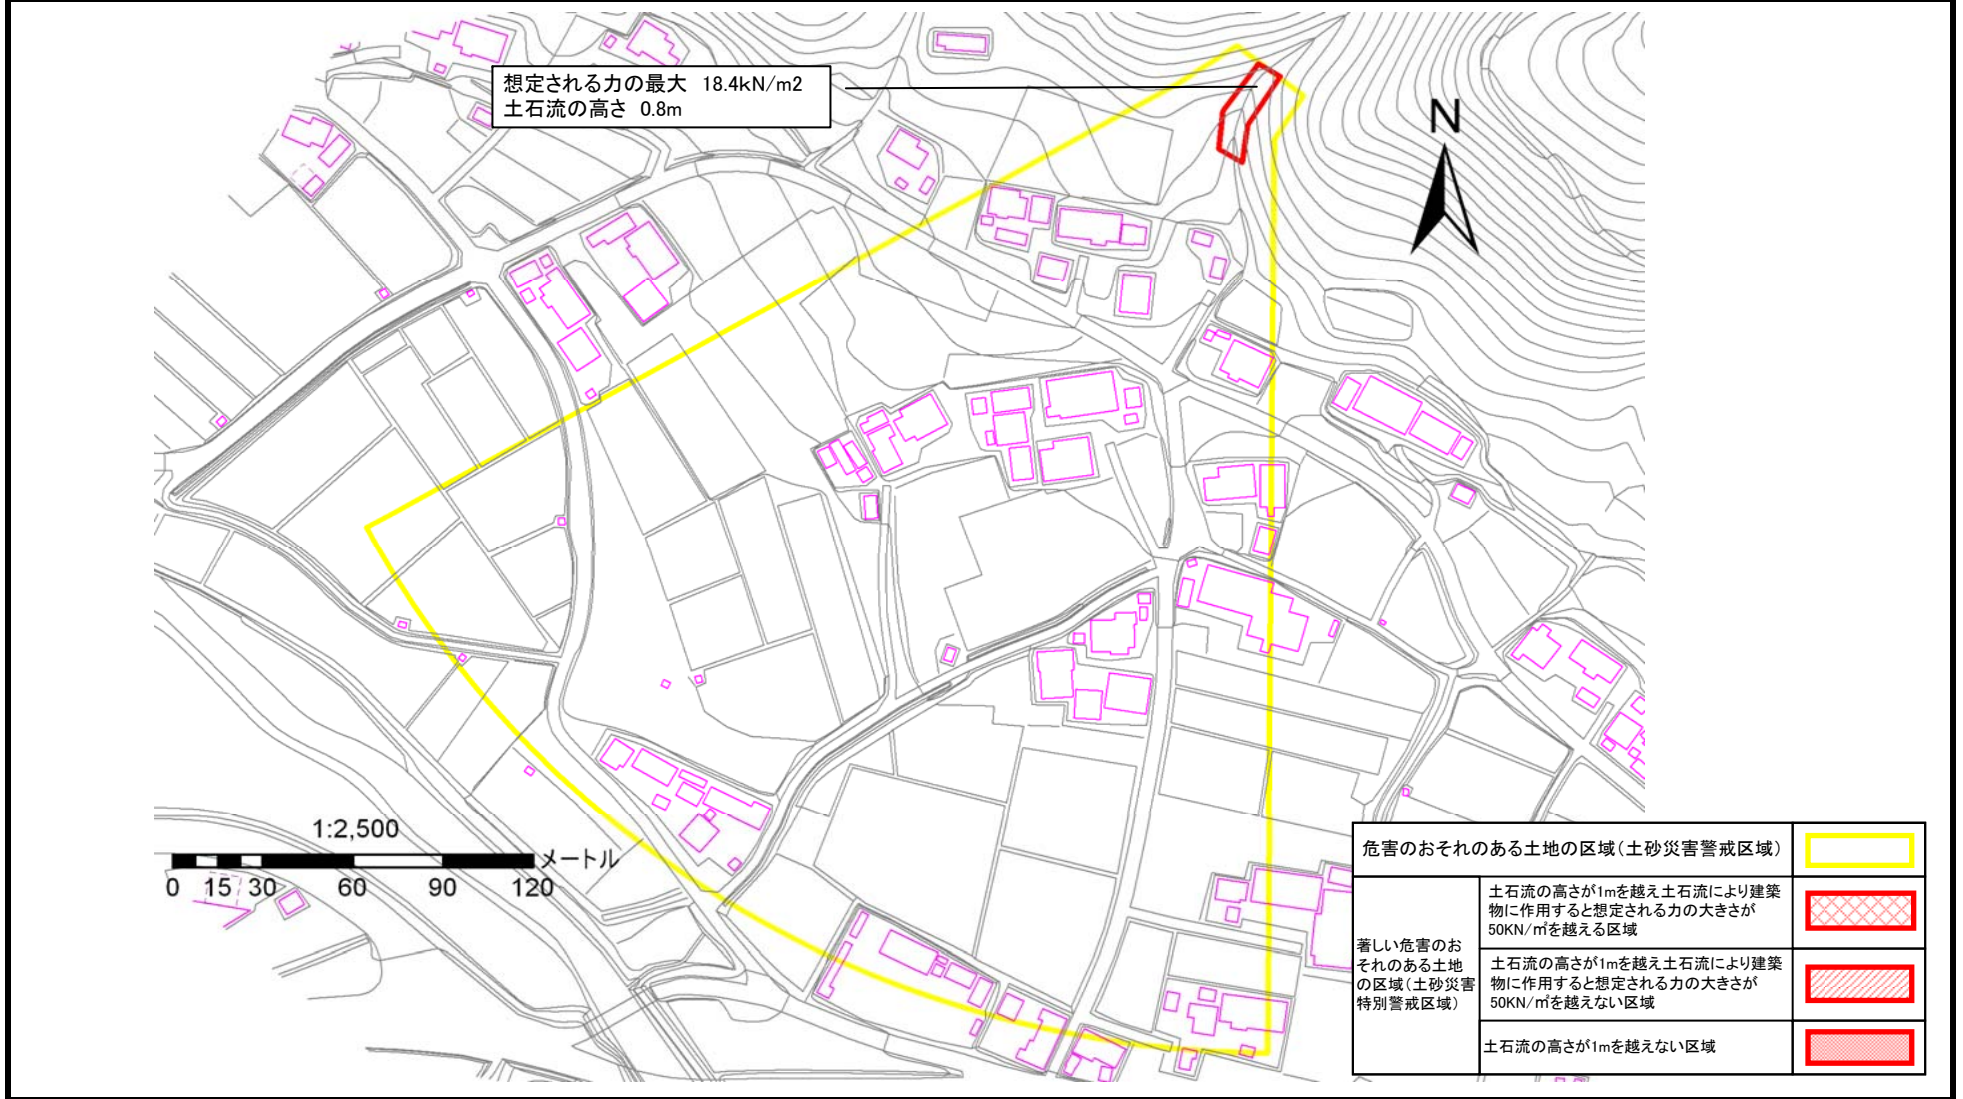 想定される力の最大 18.4kN/m2
土石流の高さ 0.8m
N
1:2,500
メートル
0 15 30 60 90 120
危害のおそれのある土地の区域(土砂災害警戒区域)
著しい危害のお
それのある土地
の区域(土砂災害
特別警戒区域)
土石流の高さが1mを越え土石流により建築
物に作用すると想定される力の大きさが
50KN/㎡を越える区域
土石流の高さが1mを越え土石流により建築
物に作用すると想定される力の大きさが
50KN/㎡を越えない区域
土石流の高さが1mを越えない区域